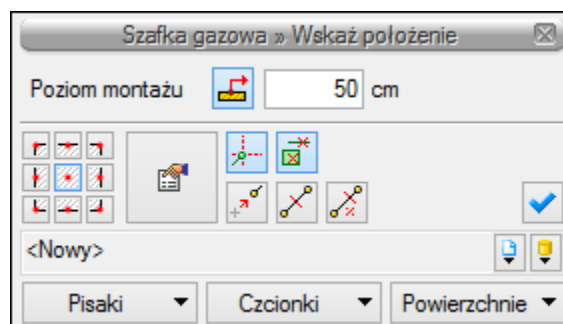 Szafka gazowa » Wskaż położenie
Poziom montażu 50 cm
<Nowy>
Pisaki Czcionki Powierzchnie